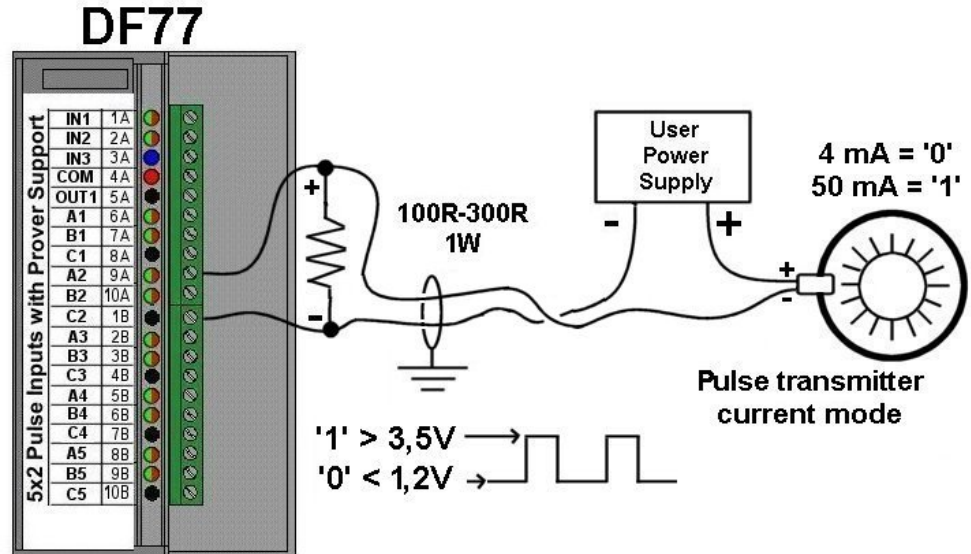 DF77
5x2 Pulse Inputs with Prover Support
IN1 1A
IN2 2A
IN3 3A
COM 4A
OUT1 5A
A1 6A
B1 7A
C1 8A
A2 9A
B2 10A
C2 1B
A3 2B
B3 3B
C3 4B
A4 5B
B4 6B
C4 7B
A5 8B
B5 9B
C5 10B
+
-
100R-300R
1W
User
Power
Supply
- +
4 mA = '0'
50 mA = '1'
+
-
Pulse transmitter
current mode
'1' > 3,5V
'0' < 1,2V